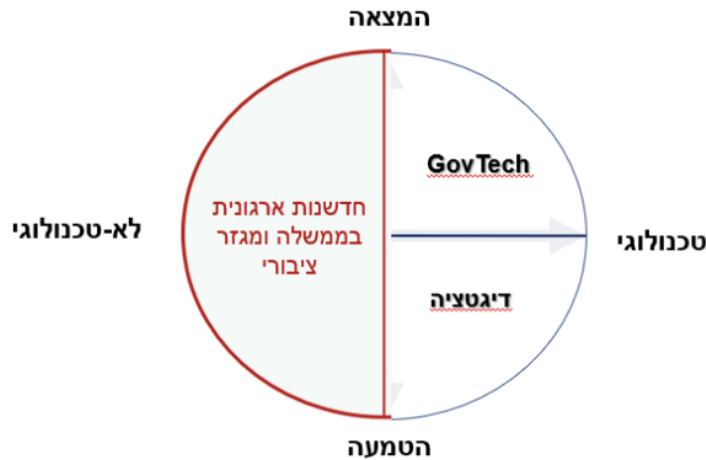 המצאה
GovTech
טכנולוגי
חדשנות ארגונית
בממשלה ומגזר
ציבורי
לא-טכנולוגי
דיגטציה
הטמעה